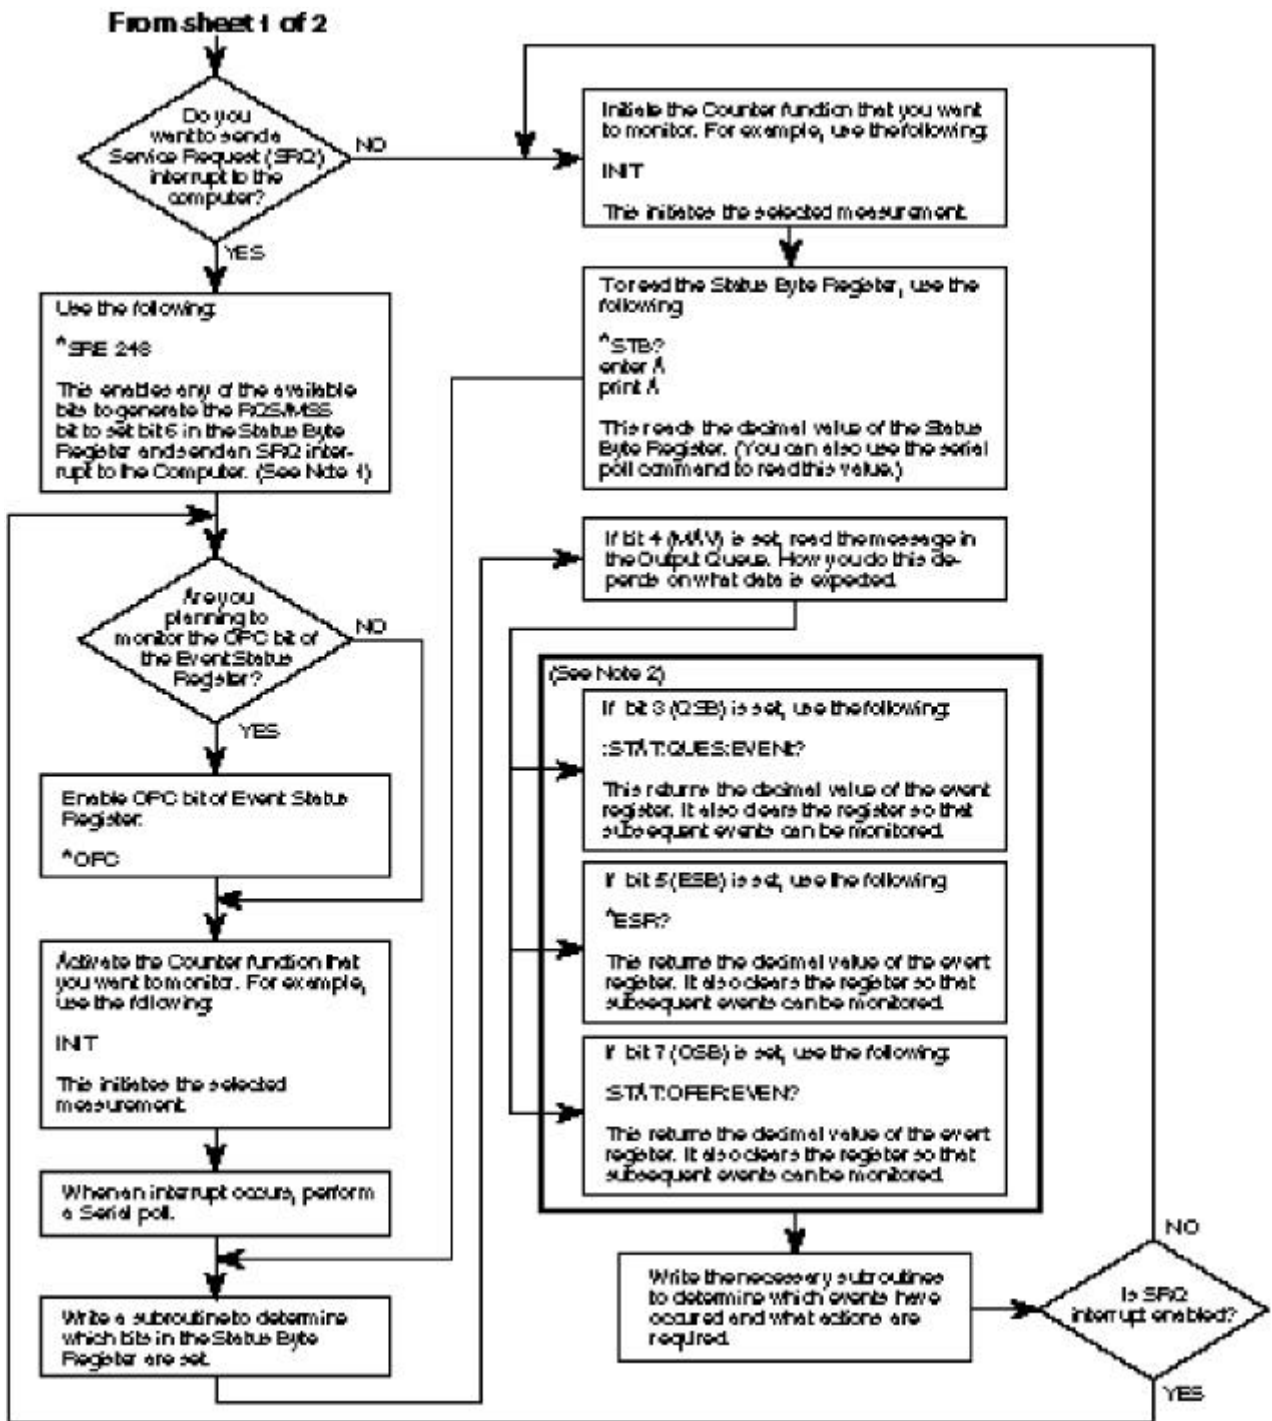 From sheet 1 of 2
Do you
want to send a
Service Request (SRQ)
interrupt to the
computer?
NO
YES
Use the following:
*SRE 248
This enables any of the available
bits to generate the RQS/MSS
bit to set bit 6 in the Status Byte
Register and send an SRQ inter-
rupt to the Computer. (See Note 1)
Are you
planning to
monitor the OPC bit of
the Event Status
Register?
NO
YES
Enable OPC bit of Event Status
Register.
*OPC
Activate the Counter function that
you want to monitor. For example,
use the following:
INIT
This initiates the selected
measurement.
When an interrupt occurs, perform
a Serial poll.
Write a subroutine to determine
which bits in the Status Byte
Register are set.
Initiate the Counter function that you want
to monitor. For example, use the following:
INIT
This initiates the selected measurement.
To read the Status Byte Register, use the
following:
*STB?
enter A
print A
This reads the decimal value of the Status
Byte Register. (You can also use the serial
poll command to read this value.)
If bit 4 (MAV) is set, read the message in
the Output Queue. How you do this de-
pends on what data is expected.
(See Note 2)
If bit 3 (QSB) is set, use the following:
:STAT:QUES:EVENT?
This returns the decimal value of the event
register. It also clears the register so that
subsequent events can be monitored.
If bit 5 (ESB) is set, use the following:
*ESR?
This returns the decimal value of the event
register. It also clears the register so that
subsequent events can be monitored.
If bit 7 (OSB) is set, use the following:
:STAT:OPER:EVEN?
This returns the decimal value of the event
register. It also clears the register so that
subsequent events can be monitored.
Write the necessary subroutines
to determine which events have
occured and what actions are
required.
Is SRQ
interrupt enabled?
NO
YES